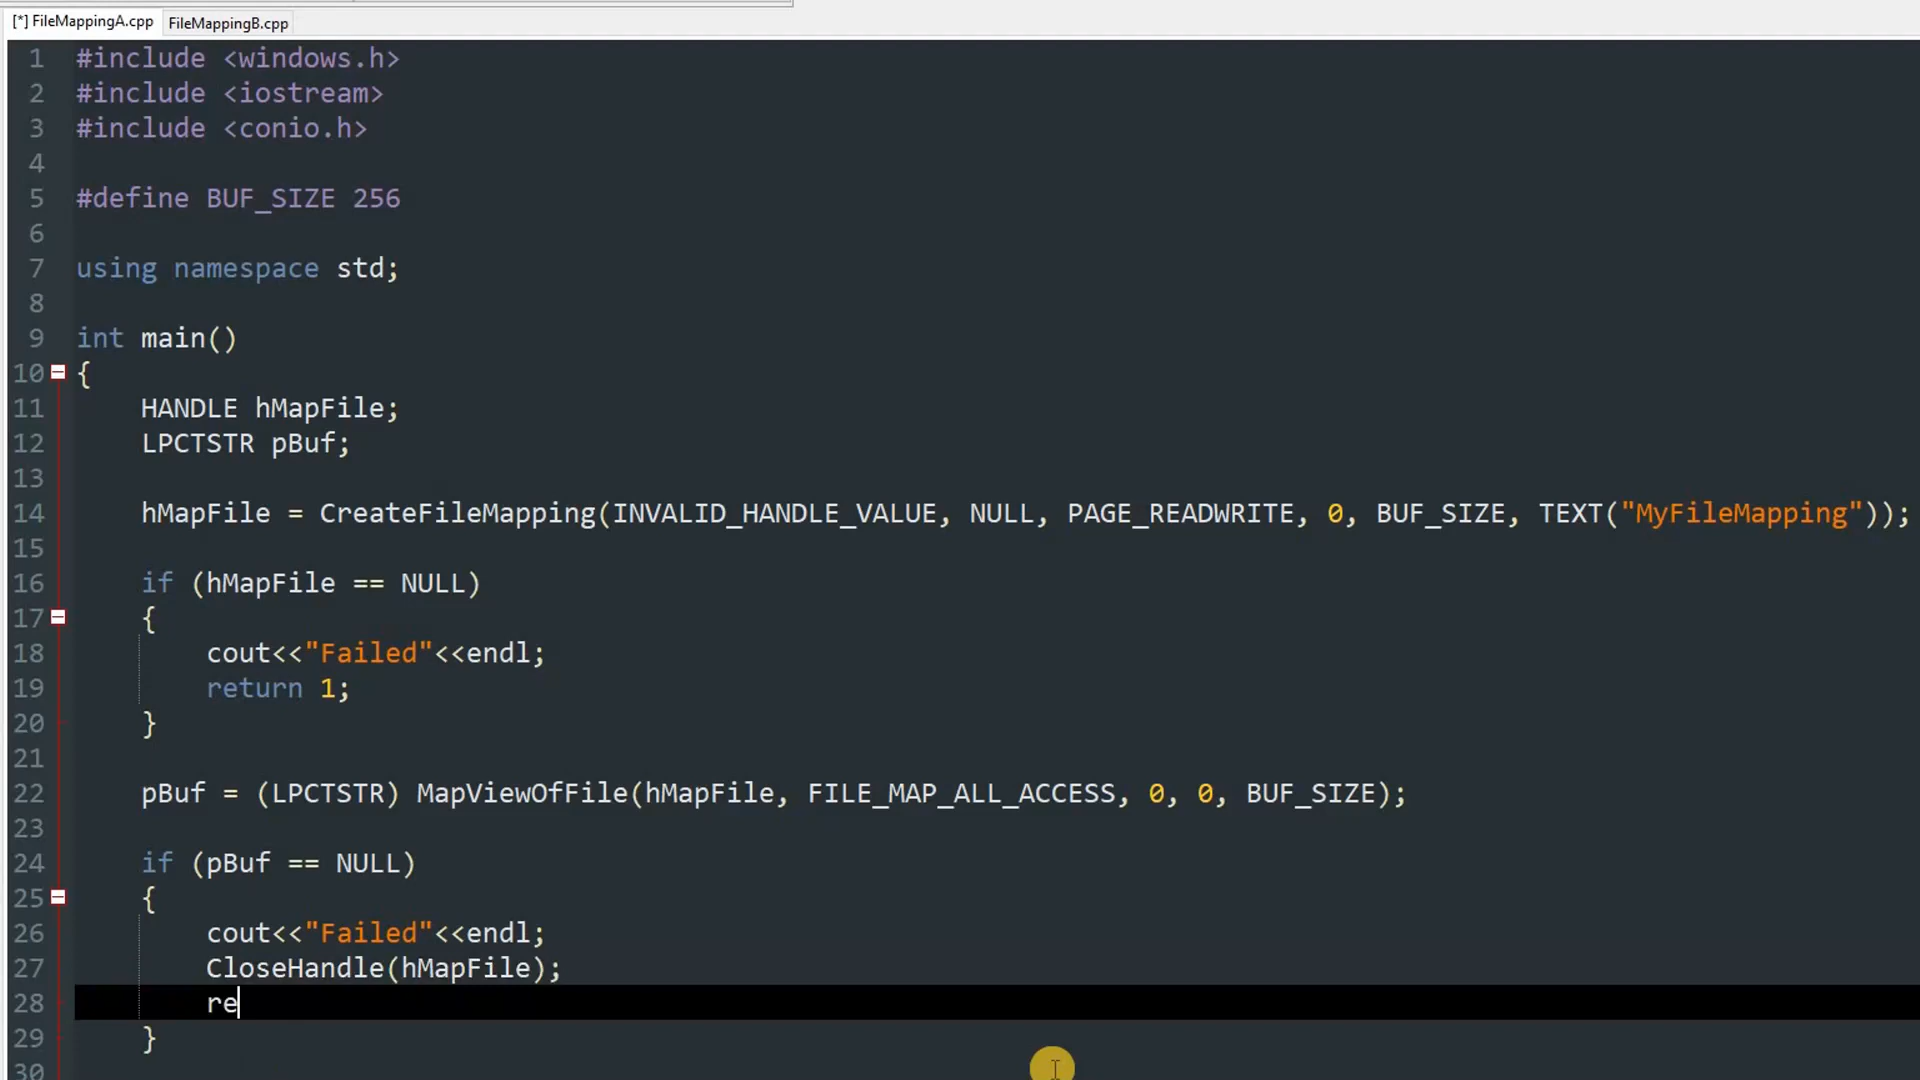 [*] FileMappingA.cpp FileMappingB.cpp
1 #include <windows.h>
2 #include <iostream>
3 #include <conio.h>
4
5 #define BUF_SIZE 256
6
7 using namespace std;
8
9 int main()
10 {
11 HANDLE hMapFile;
12 LPCTSTR pBuf;
13
14 hMapFile = CreateFileMapping(INVALID_HANDLE_VALUE, NULL, PAGE_READWRITE, 0, BUF_SIZE, TEXT("MyFileMapping"));
15
16 if (hMapFile == NULL)
17 {
18 cout<<"Failed"<<endl;
19 return 1;
20 }
21
22 pBuf = (LPCTSTR) MapViewOfFile(hMapFile, FILE_MAP_ALL_ACCESS, 0, 0, BUF_SIZE);
23
24 if (pBuf == NULL)
25 {
26 cout<<"Failed"<<endl;
27 CloseHandle(hMapFile);
28 re
29 }
30